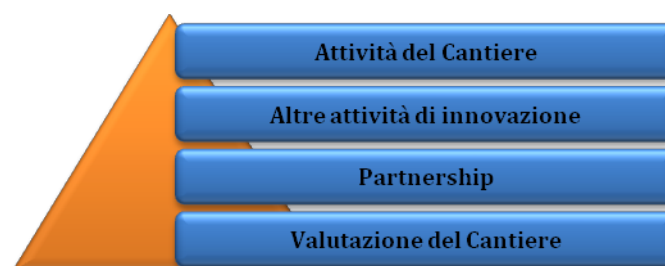 Attività del Cantiere
Altre attività di innovazione
Partnership
Valutazione del Cantiere